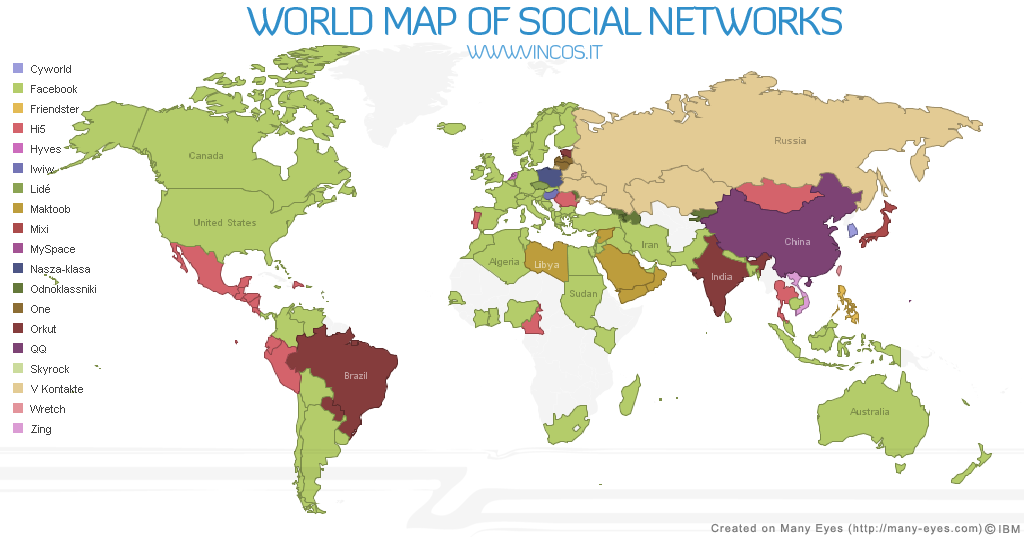 WORLD MAP OF SOCIAL NETWORKS
WWW.VINCOS.IT
Cyworld
Facebook
Friendster
Hi5
Hyves
Iwiw
Lidé
Maktoob
Mixi
MySpace
Nasza-klasa
Odnoklassniki
One
Orkut
QQ
Skyrock
V Kontakte
Wretch
Zing
Canada
United States
Brazil
Russia
China
India
Iran
Algeria
Libya
Sudan
Australia
Created on Many Eyes (http://many-eyes.com) © IBM